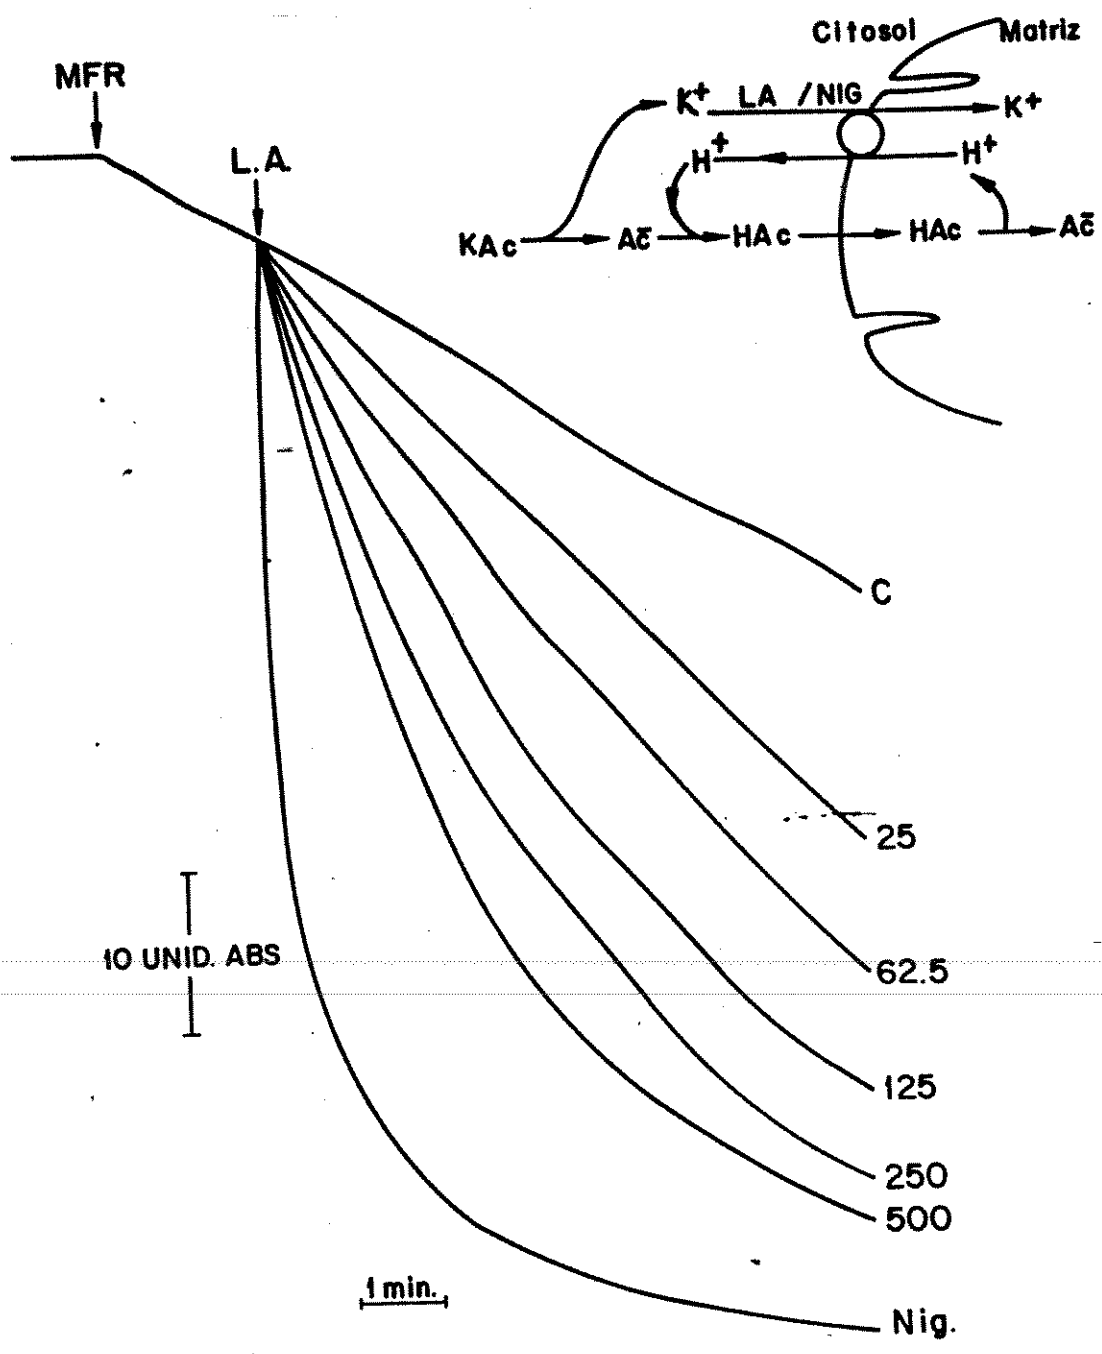 Citosol Matriz
MFR
K+ LA /NIG K+
L.A.
H+ H+
KAc Ac̄ HAc HAc Ac̄
C
25
10 UNID. ABS
62.5
125
250
500
1 min.
Nig.